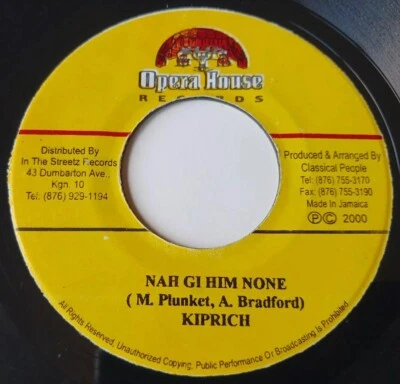 Opera House
RECORDS
Distributed By
In The Streetz Records
43 Dumbarton Ave.,
Kgn. 10
Tel: (876) 929-1194
Produced & Arranged By
Classical People
Tel: (876) 755-3170
Fax: (876) 755-3190
Made In Jamaica
Ⓟ© 2000
NAH GI HIM NONE
( M. Plunket, A. Bradford)
KIPRICH
All Rights Reserved. Unauthorized Copying, Public Performance Or Broadcasting Is Prohibited.